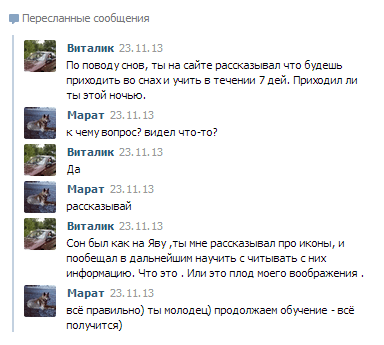 Пересланные сообщения
Виталик 23.11.13
По поводу снов, ты на сайте рассказывал что будешь
приходить во снах и учить в течении 7 дей. Приходил ли
ты этой ночью.
Марат 23.11.13
к чему вопрос? видел что-то?
Виталик 23.11.13
Да
Марат 23.11.13
рассказывай
Виталик 23.11.13
Сон был как на Яву ,ты мне рассказывал про иконы, и
пообещал в дальнейшим научить с читывать с них
информацию. Что это . Или это плод моего воображения .
Марат 23.11.13
всё правильно) ты молодец) продолжаем обучение - всё
получится)